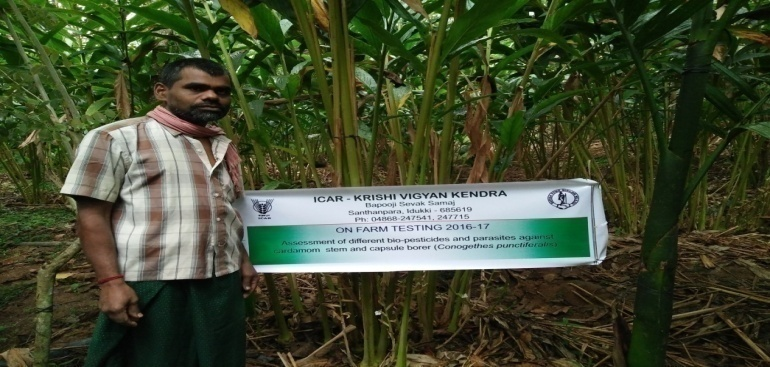 ICAR - KRISHI VIGYAN KENDRA
Bapooji Sevak Samaj
Santhanpara, Idukki - 685619
Ph: 04868-247541, 247715
ON FARM TESTING 2016-17
Assessment of different bio-pesticides and parasites against
cardamom stem and capsule borer (Conogethes punctiferalis)